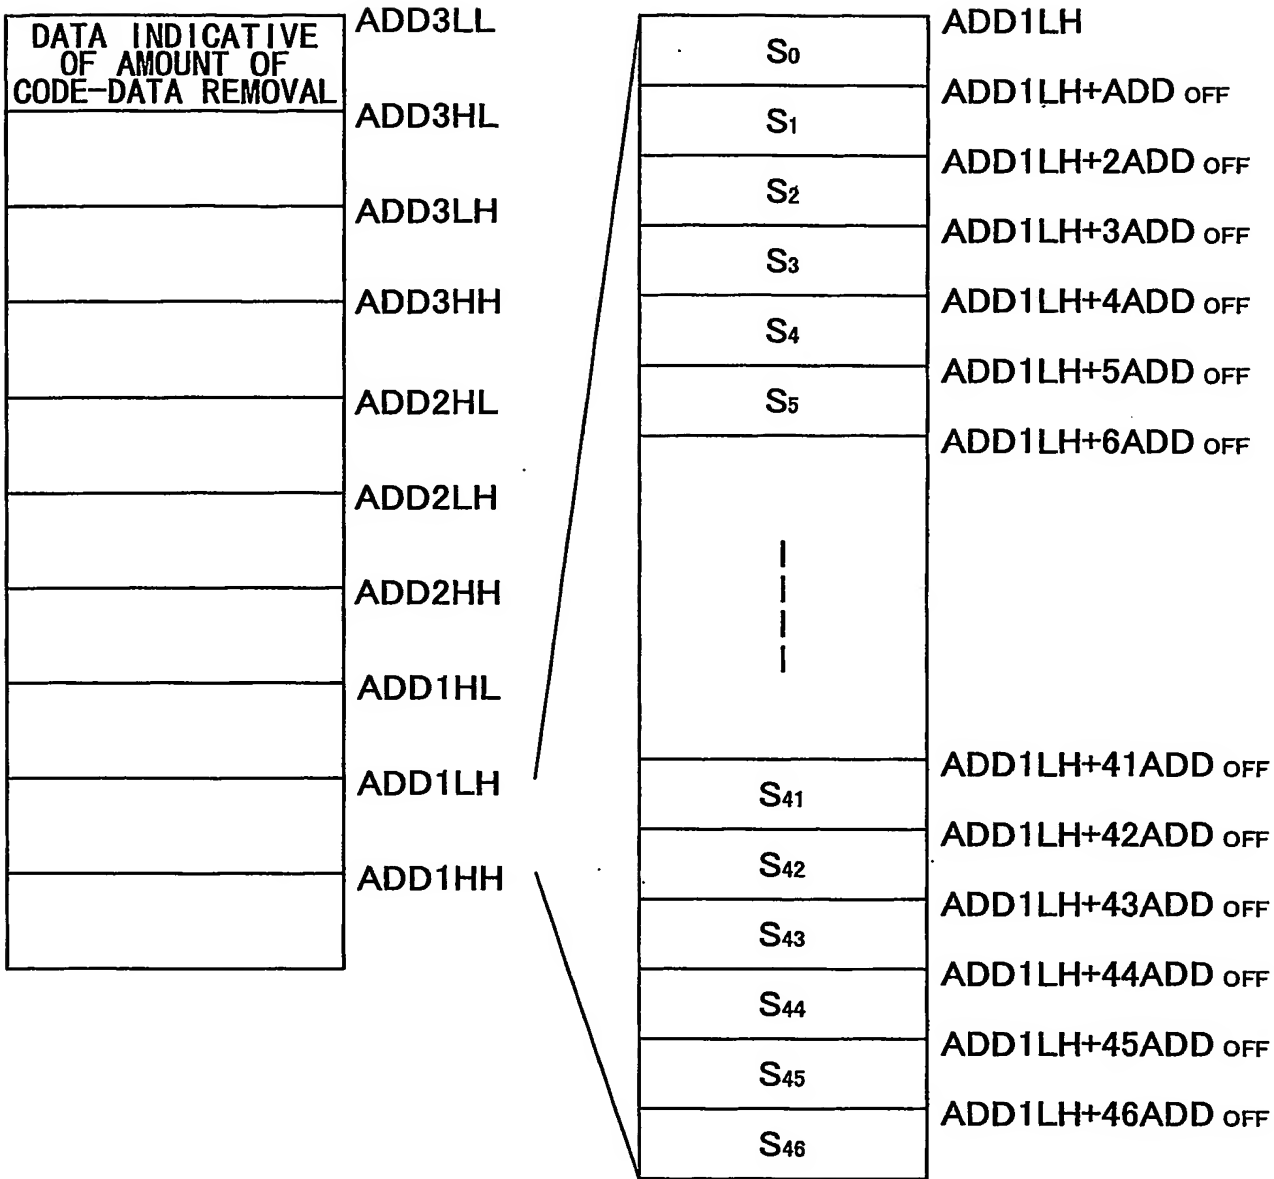 DATA INDICATIVE
OF AMOUNT OF
CODE-DATA REMOVAL
ADD3LL
ADD3HL
ADD3LH
ADD3HH
ADD2HL
ADD2LH
ADD2HH
ADD1HL
ADD1LH
ADD1HH
S0
S1
S2
S3
S4
S5
S41
S42
S43
S44
S45
S46
ADD1LH
ADD1LH+ADD OFF
ADD1LH+2ADD OFF
ADD1LH+3ADD OFF
ADD1LH+4ADD OFF
ADD1LH+5ADD OFF
ADD1LH+6ADD OFF
ADD1LH+41ADD OFF
ADD1LH+42ADD OFF
ADD1LH+43ADD OFF
ADD1LH+44ADD OFF
ADD1LH+45ADD OFF
ADD1LH+46ADD OFF